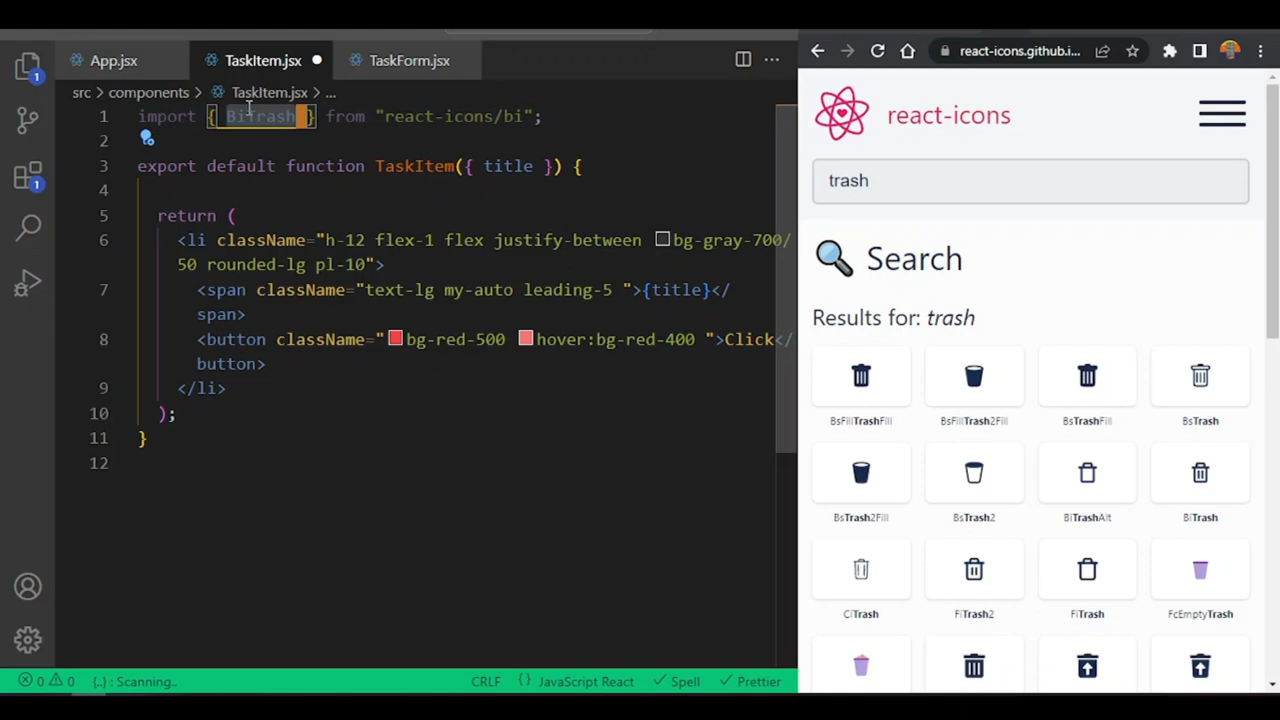 App.jsx
TaskItem.jsx
TaskForm.jsx
src > components > TaskItem.jsx > ...
1 import { BiTrash } from "react-icons/bi";
2
3 export default function TaskItem({ title }) {
4
5 return (
6 <li className="h-12 flex-1 flex justify-between bg-gray-700/
50 rounded-lg pl-10">
7 <span className="text-lg my-auto leading-5 ">{title}</
span>
8 <button className=" bg-red-500 hover:bg-red-400 ">Click</
button>
9 </li>
10 );
11 }
12
1
1
0 0 {..} : Scanning.. CRLF {} JavaScript React Spell Prettier
react-icons.github.i...
react-icons
trash
Search
Results for: trash
BsFillTrashFill BsFillTrash2Fill BsTrashFill BsTrash
BsTrash2Fill BsTrash2 BiTrashAlt BiTrash
CiTrash FiTrash2 FiTrash FcEmptyTrash